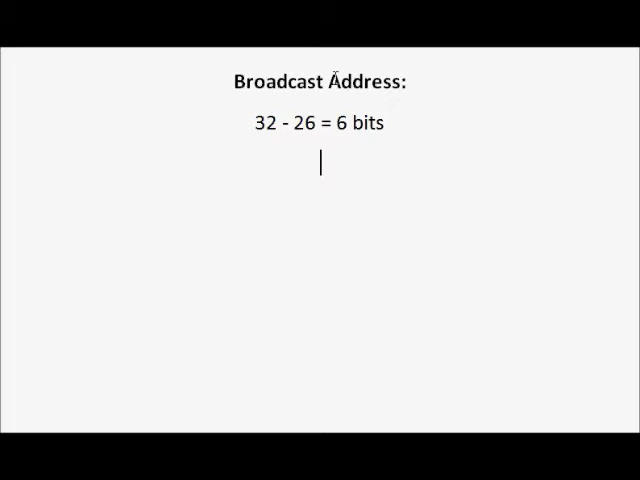 Broadcast Address:
32 - 26 = 6 bits